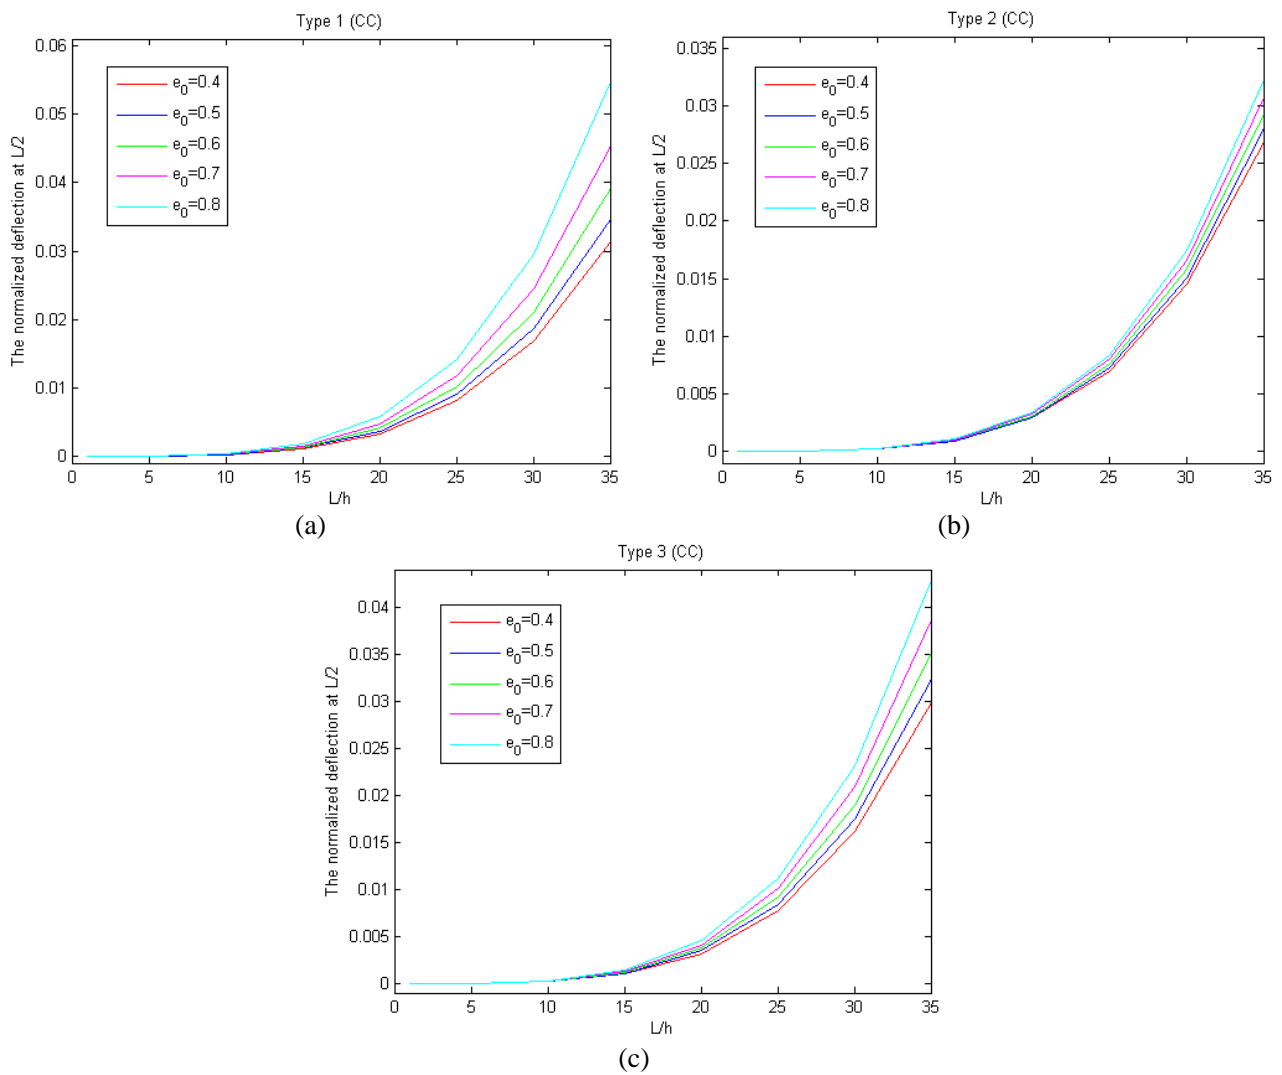 Type 1 (CC)
The normalized deflection at L/2
0.06
0.05
0.04
0.03
0.02
0.01
0
e0=0.4
e0=0.5
e0=0.6
e0=0.7
e0=0.8
0 5 10 15 20 25 30 35
L/h
(a)
Type 2 (CC)
The normalized deflection at L/2
0.035
0.03
0.025
0.02
0.015
0.01
0.005
0
e0=0.4
e0=0.5
e0=0.6
e0=0.7
e0=0.8
0 5 10 15 20 25 30 35
L/h
(b)
Type 3 (CC)
The normalized deflection at L/2
0.04
0.035
0.03
0.025
0.02
0.015
0.01
0.005
0
e0=0.4
e0=0.5
e0=0.6
e0=0.7
e0=0.8
0 5 10 15 20 25 30 35
L/h
(c)